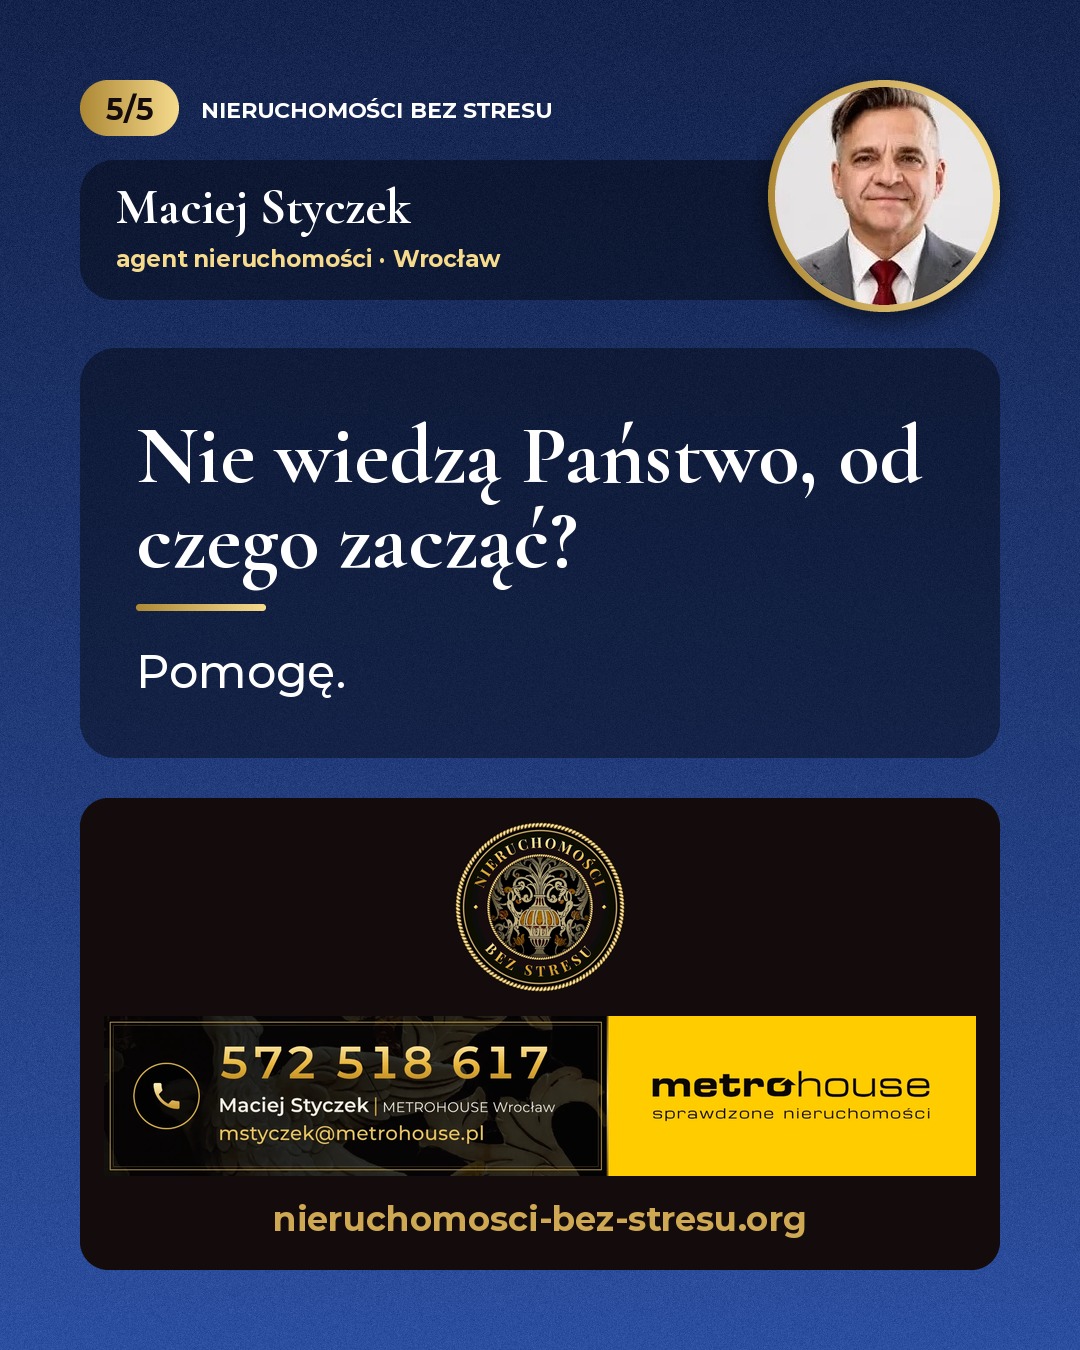 5/5 NIERUCHOMOŚCI BEZ STRESU
Maciej Styczek
agent nieruchomości · Wrocław
Nie wiedzą Państwo, od
czego zacząć?
Pomogę.
NIERUCHOMOŚCI
BEZ STRESU
572 518 617
Maciej Styczek | METROHOUSE Wrocław
mstyczek@metrohouse.pl
metrohouse
sprawdzone nieruchomości
nieruchomosci-bez-stresu.org